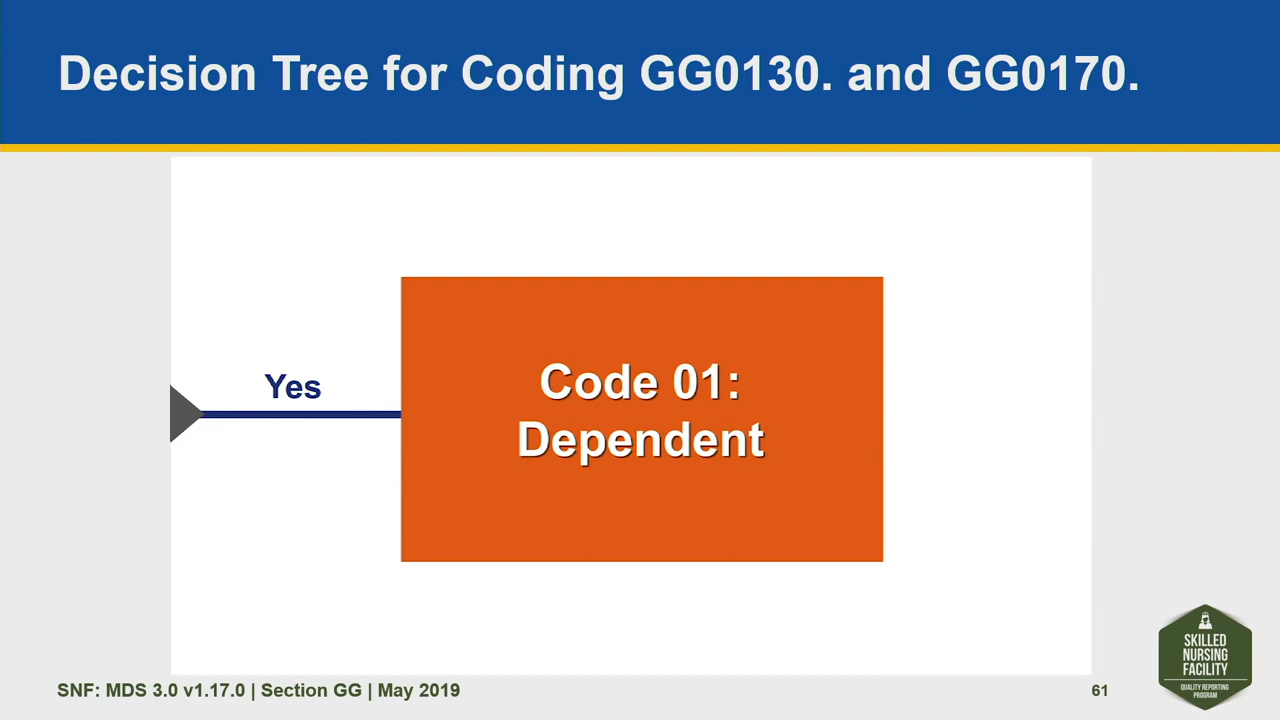 Decision Tree for Coding GG0130. and GG0170.
Yes
Code 01:
Dependent
SNF: MDS 3.0 v1.17.0 | Section GG | May 2019
61
SKILLED
NURSING
FACILITY
QUALITY REPORTING
PROGRAM